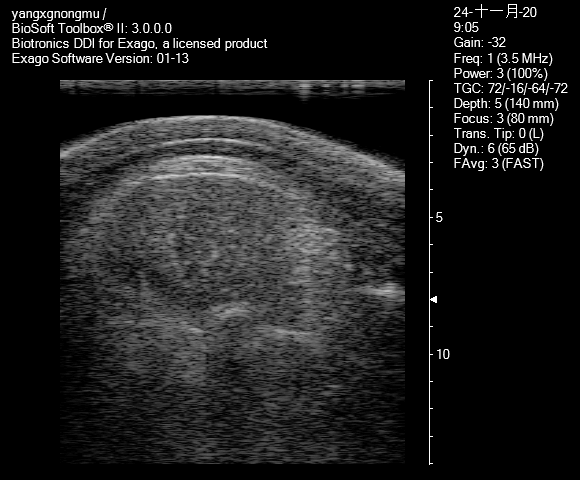 yangxgnongmu /
BioSoft Toolbox® II: 3.0.0.0
Biotronics DDI for Exago, a licensed product
Exago Software Version: 01-13
24-十一月-20
9:05
Gain: -32
Freq: 1 (3.5 MHz)
Power: 3 (100%)
TGC: 72/-16/-64/-72
Depth: 5 (140 mm)
Focus: 3 (80 mm)
Trans. Tip: 0 (L)
Dyn.: 6 (65 dB)
FAvg: 3 (FAST)
5
10